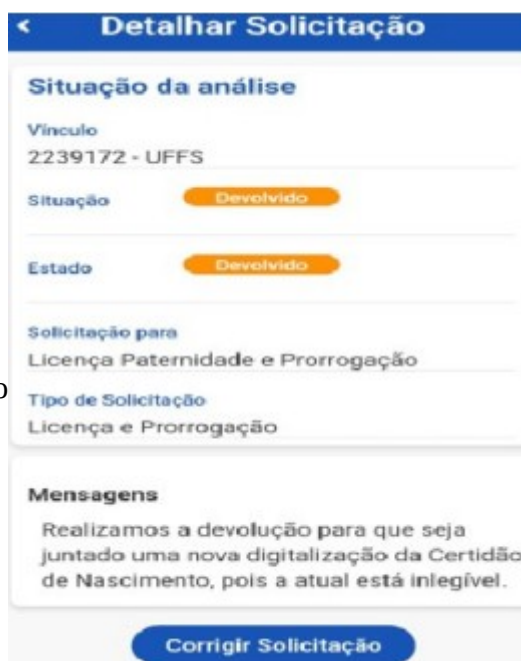 < Detalhar Solicitação
Situação da análise
Vínculo
2239172 - UFFS
Situação Devolvido
Estado Devolvido
Solicitação para
Licença Paternidade e Prorrogação
o
Tipo de Solicitação
Licença e Prorrogação
Mensagens
Realizamos a devolução para que seja
juntado uma nova digitalização da Certidão
de Nascimento, pois a atual está inlegível.
Corrigir Solicitação